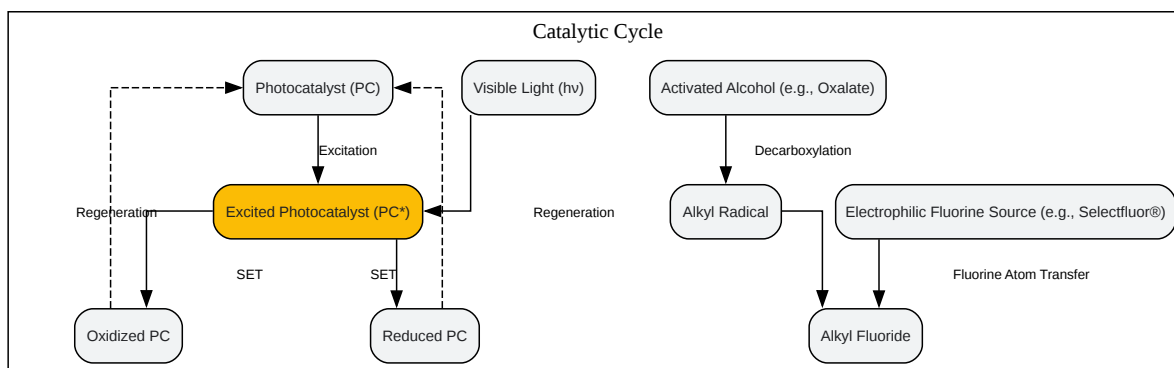 Catalytic Cycle
Photocatalyst (PC)
Visible Light (hν)
Activated Alcohol (e.g., Oxalate)
Excitation
Decarboxylation
Regeneration
Excited Photocatalyst (PC*)
Regeneration
Alkyl Radical
Electrophilic Fluorine Source (e.g., Selectfluor®)
SET
SET
Fluorine Atom Transfer
Oxidized PC
Reduced PC
Alkyl Fluoride